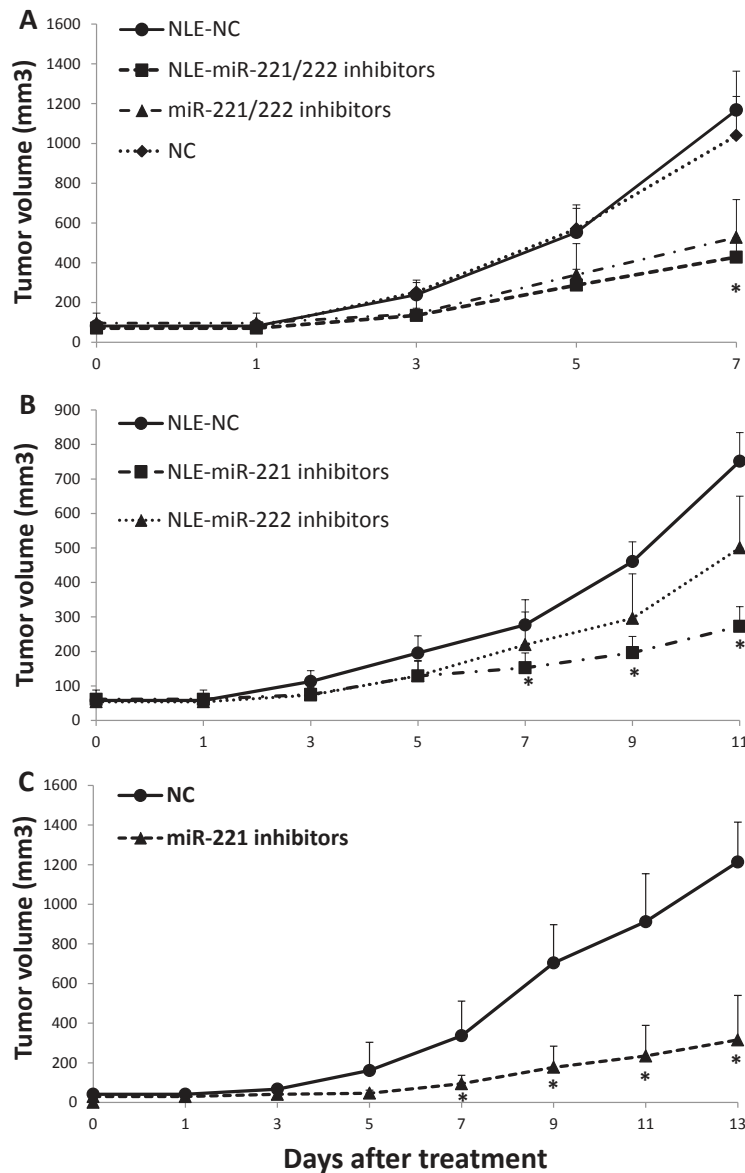 A
1600
1400
1200
1000
800
600
400
200
0
Tumor volume (mm3)
NLE-NC
NLE-miR-221/222 inhibitors
miR-221/222 inhibitors
NC
*
0 1 3 5 7
B
900
800
700
600
500
400
300
200
100
0
Tumor volume (mm3)
NLE-NC
NLE-miR-221 inhibitors
NLE-miR-222 inhibitors
* * *
0 1 3 5 7 9 11
C
1600
1400
1200
1000
800
600
400
200
0
Tumor volume (mm3)
NC
miR-221 inhibitors
* * * *
0 1 3 5 7 9 11 13
Days after treatment